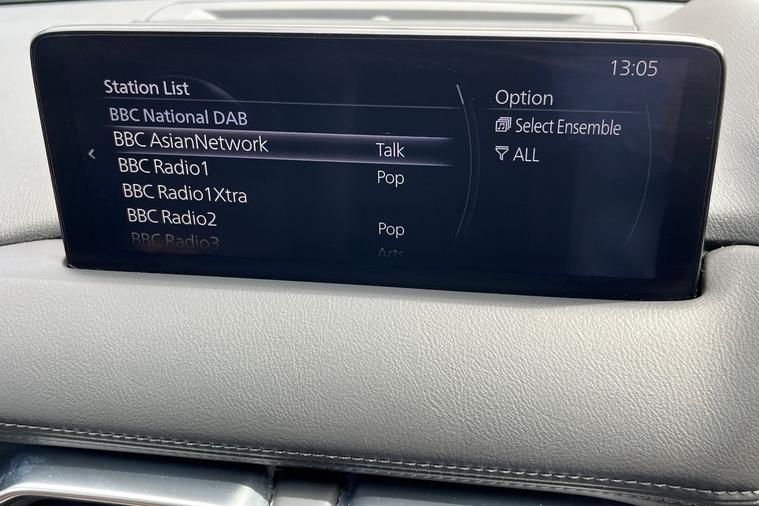 13:05
Station List
BBC National DAB
BBC AsianNetwork Talk
BBC Radio1 Pop
BBC Radio1Xtra
BBC Radio2 Pop
BBC Radio3 Arts
Option
Select Ensemble
ALL